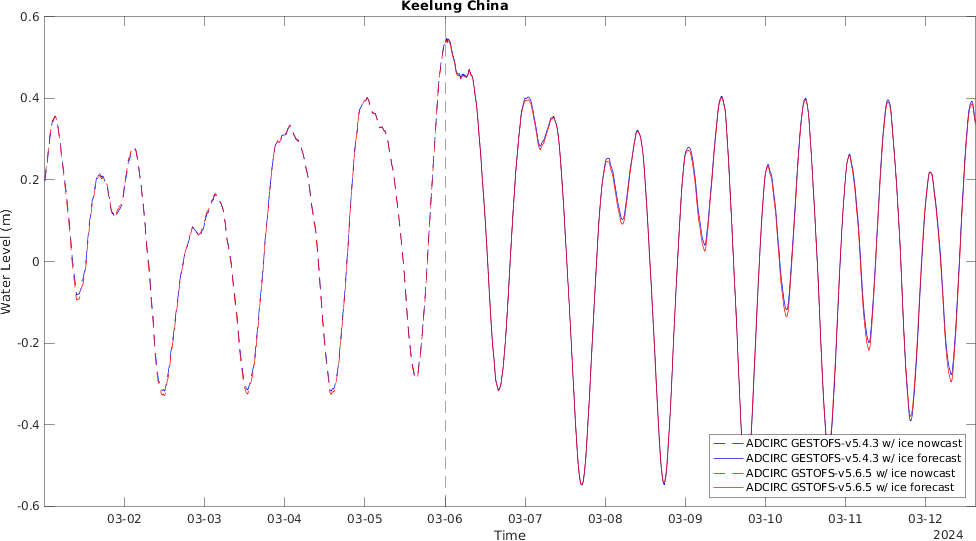 Keelung China
0.6
0.4
0.2
0
-0.2
-0.4
-0.6
Water Level (m)
03-02 03-03 03-04 03-05 03-06 03-07 03-08 03-09 03-10 03-11 03-12
Time
2024
ADCIRC GESTOFS-v5.4.3 w/ ice nowcast
ADCIRC GESTOFS-v5.4.3 w/ ice forecast
ADCIRC GSTOFS-v5.6.5 w/ ice nowcast
ADCIRC GSTOFS-v5.6.5 w/ ice forecast